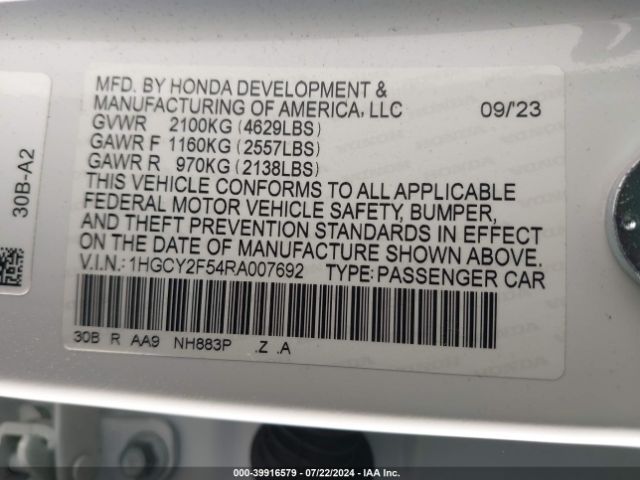 MFD. BY HONDA DEVELOPMENT &
MANUFACTURING OF AMERICA, LLC 09/'23
GVWR 2100KG (4629LBS)
GAWR F 1160KG (2557LBS)
GAWR R 970KG (2138LBS)
THIS VEHICLE CONFORMS TO ALL APPLICABLE
FEDERAL MOTOR VEHICLE SAFETY, BUMPER,
AND THEFT PREVENTION STANDARDS IN EFFECT
ON THE DATE OF MANUFACTURE SHOWN ABOVE.
V.I.N.: 1HGCY2F54RA007692 TYPE: PASSENGER CAR
30B R AA9 NH883P .Z .A
30B-A2
000-39916579 | 07/22/2024 - IAA Inc.